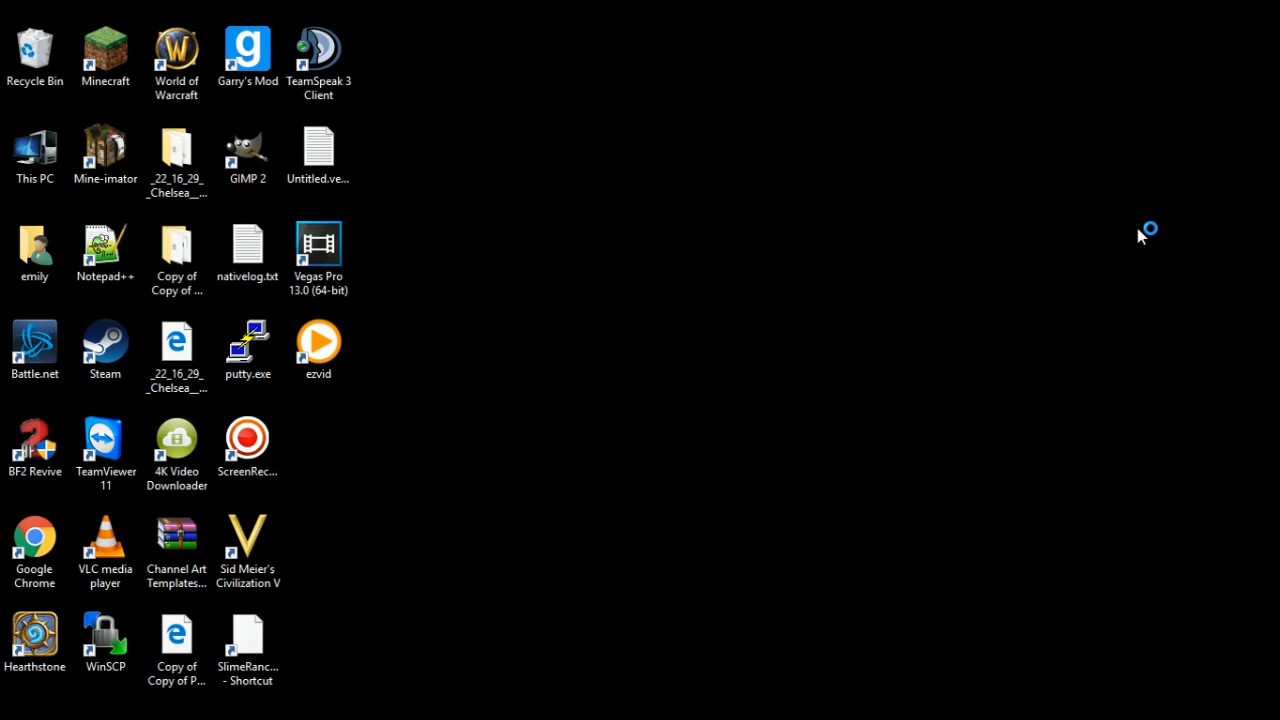 Recycle Bin
Minecraft
World of
Warcraft
Garry's Mod
TeamSpeak 3
Client
This PC
Mine-imator
_22_16_29_
_Chelsea__...
GIMP 2
Untitled.ve...
emily
Notepad++
Copy of
Copy of ...
nativelog.txt
Vegas Pro
13.0 (64-bit)
Battle.net
Steam
_22_16_29_
_Chelsea__...
putty.exe
ezvid
BF2 Revive
TeamViewer
11
4K Video
Downloader
ScreenRec...
Google
Chrome
VLC media
player
Channel Art
Templates...
Sid Meier's
Civilization V
Hearthstone
WinSCP
Copy of
Copy of P...
SlimeRanc...
- Shortcut